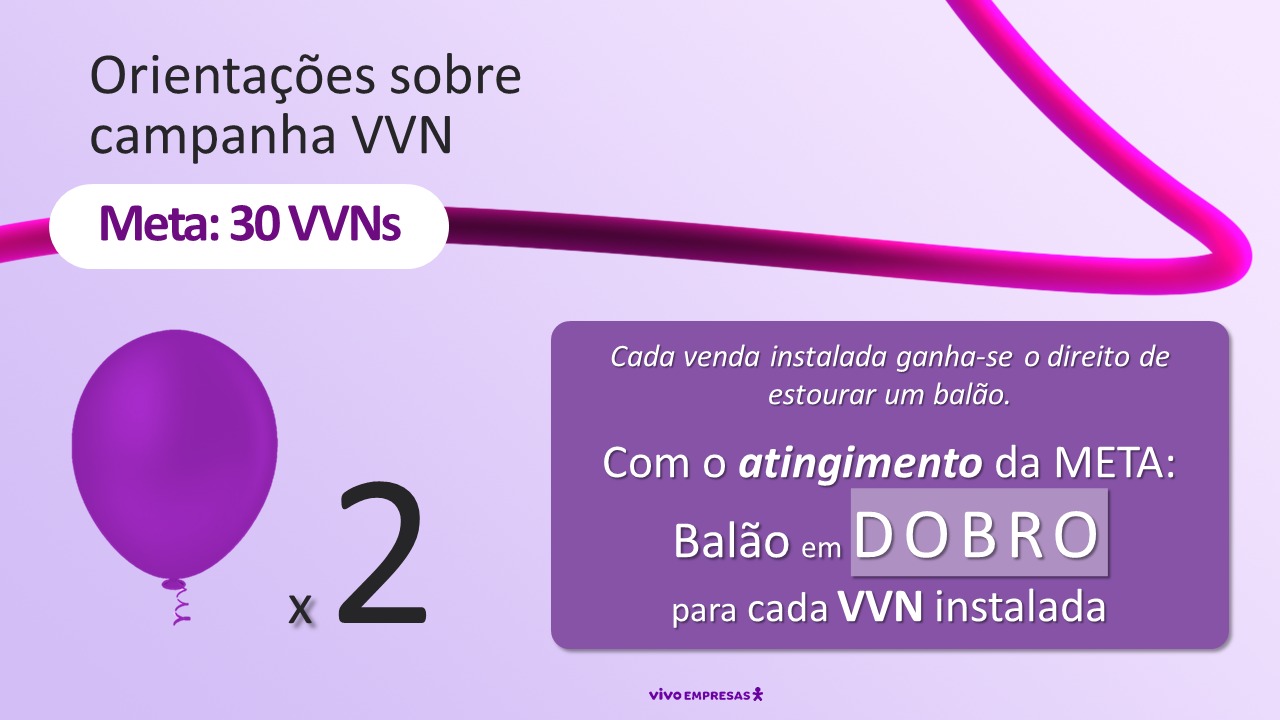 Orientações sobre
campanha VVN
Meta: 30 VVNs
x 2
Cada venda instalada ganha-se o direito de
estourar um balão.
Com o atingimento da META:
Balão em DOBRO
para cada VVN instalada
vivo EMPRESAS